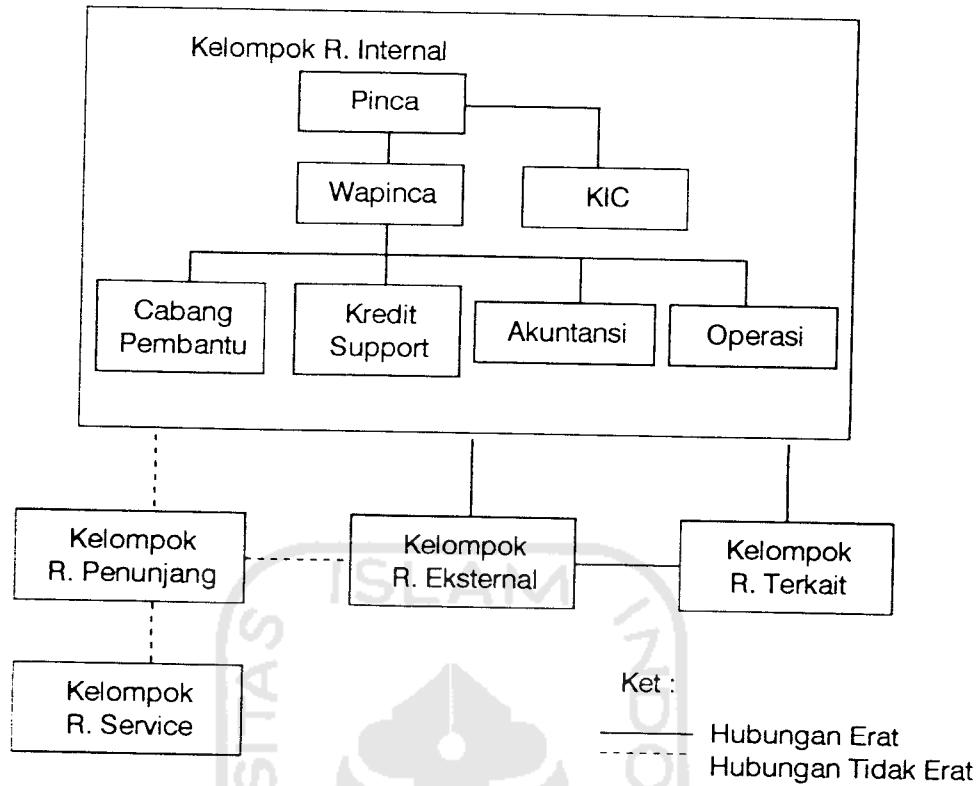 Kelompok R. Internal
Pinca
Wapinca
KIC
Cabang
Pembantu
Kredit
Support
Akuntansi
Operasi
Kelompok
R. Penunjang
Kelompok
R. Eksternal
Kelompok
R. Terkait
ISLAM
Kelompok
R. Service
Ket :
Hubungan Erat
Hubungan Tidak Erat